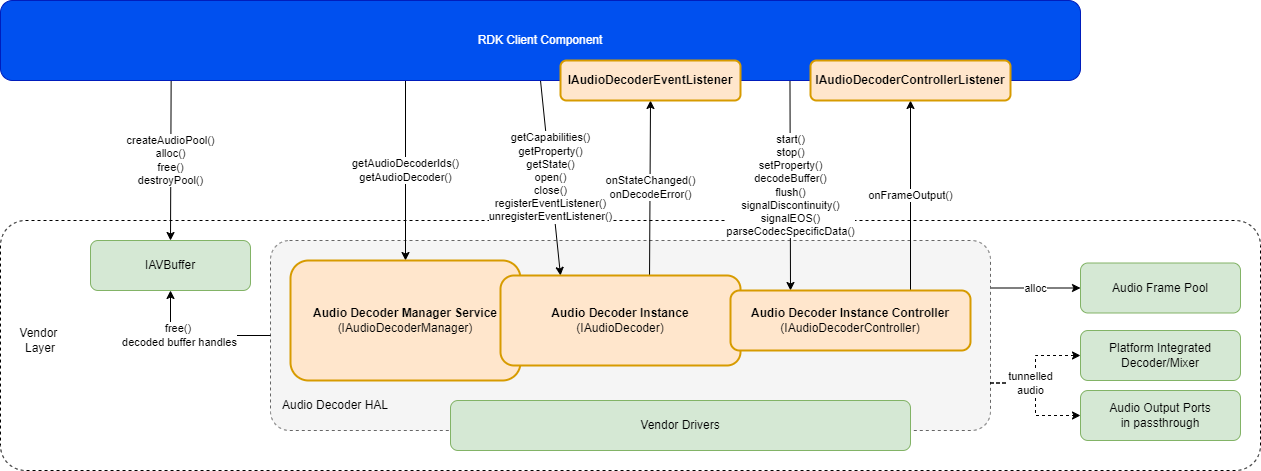 RDK Client Component
IAudioDecoderEventListener
IAudioDecoderControllerListener
createAudioPool()
alloc()
free()
destroyPool()
getAudioDecoderIds()
getAudioDecoder()
getCapabilities()
getProperty()
getState()
open()
close()
registerEventListener()
unregisterEventListener()
onStateChanged()
onDecodeError()
start()
stop()
setProperty()
decodeBuffer()
flush()
signalDiscontinuity()
signalEOS()
parseCodecSpecificData()
onFrameOutput()
IAVBuffer
free()
decoded buffer handles
Vendor
Layer
Audio Decoder Manager Service
(IAudioDecoderManager)
Audio Decoder Instance
(IAudioDecoder)
Audio Decoder Instance Controller
(IAudioDecoderController)
Audio Decoder HAL
Vendor Drivers
alloc
Audio Frame Pool
tunnelled
audio
Platform Integrated
Decoder/Mixer
Audio Output Ports
in passthrough